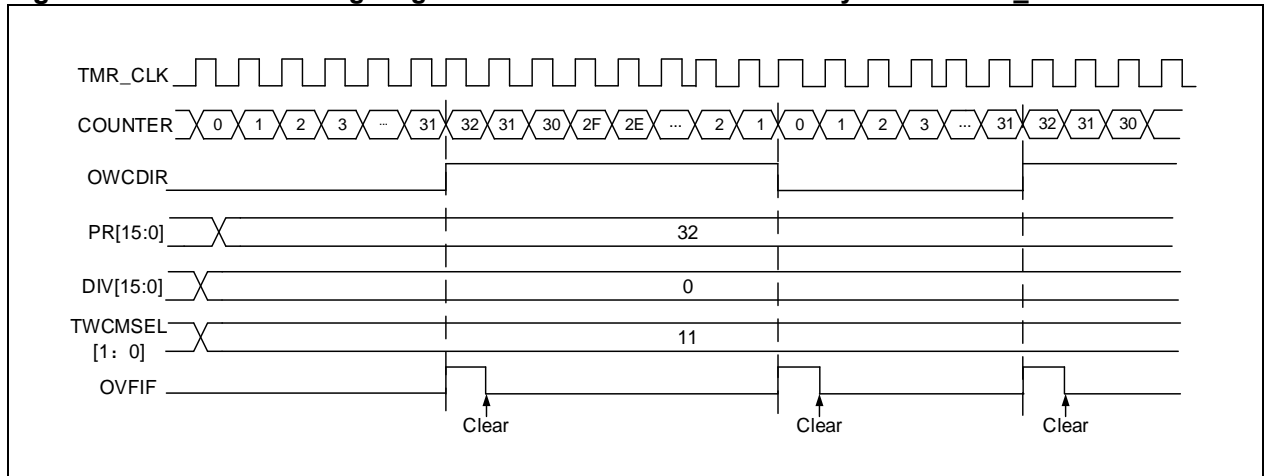 TMR_CLK
COUNTER 0 1 2 3 ... 31 32 31 30 2F 2E ... 2 1 0 1 2 3 ... 31 32 31 30
OWCDIR
PR[15:0] 32
DIV[15:0] 0
TWCMSEL
[1：0] 11
OVFIF
Clear Clear Clear